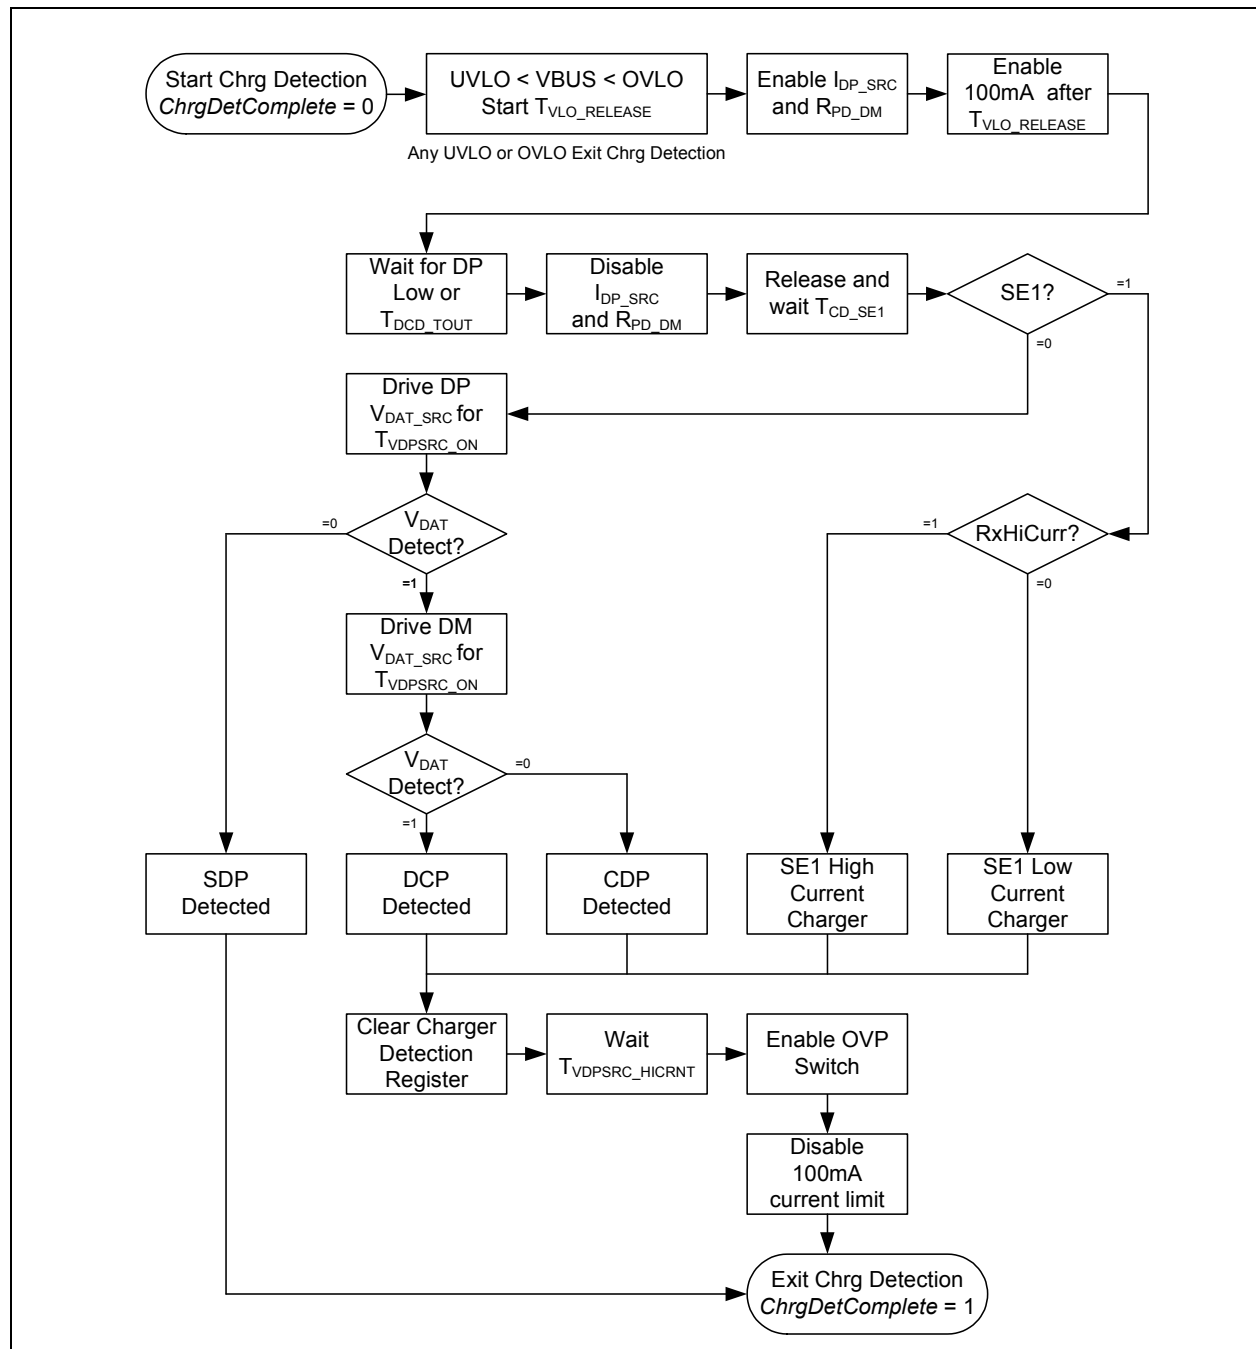 Start Chrg Detection
ChrgDetComplete = 0
UVLO < VBUS < OVLO
Start TVLO_RELEASE
Enable IDP_SRC
and RPD_DM
Enable
100mA after
TVLO_RELEASE
Any UVLO or OVLO Exit Chrg Detection
Wait for DP
Low or
TDCD_TOUT
Disable
IDP_SRC
and RPD_DM
Release and
wait TCD_SE1
SE1?
=1
=0
Drive DP
VDAT_SRC for
TVDPSRC_ON
VDAT
Detect?
=0
=1
RxHiCurr?
=1
=0
Drive DM
VDAT_SRC for
TVDPSRC_ON
VDAT
Detect?
=0
=1
SDP
Detected
DCP
Detected
CDP
Detected
SE1 High
Current
Charger
SE1 Low
Current
Charger
Clear Charger
Detection
Register
Wait
TVDPSRC_HICRNT
Enable OVP
Switch
Disable
100mA
current limit
Exit Chrg Detection
ChrgDetComplete = 1